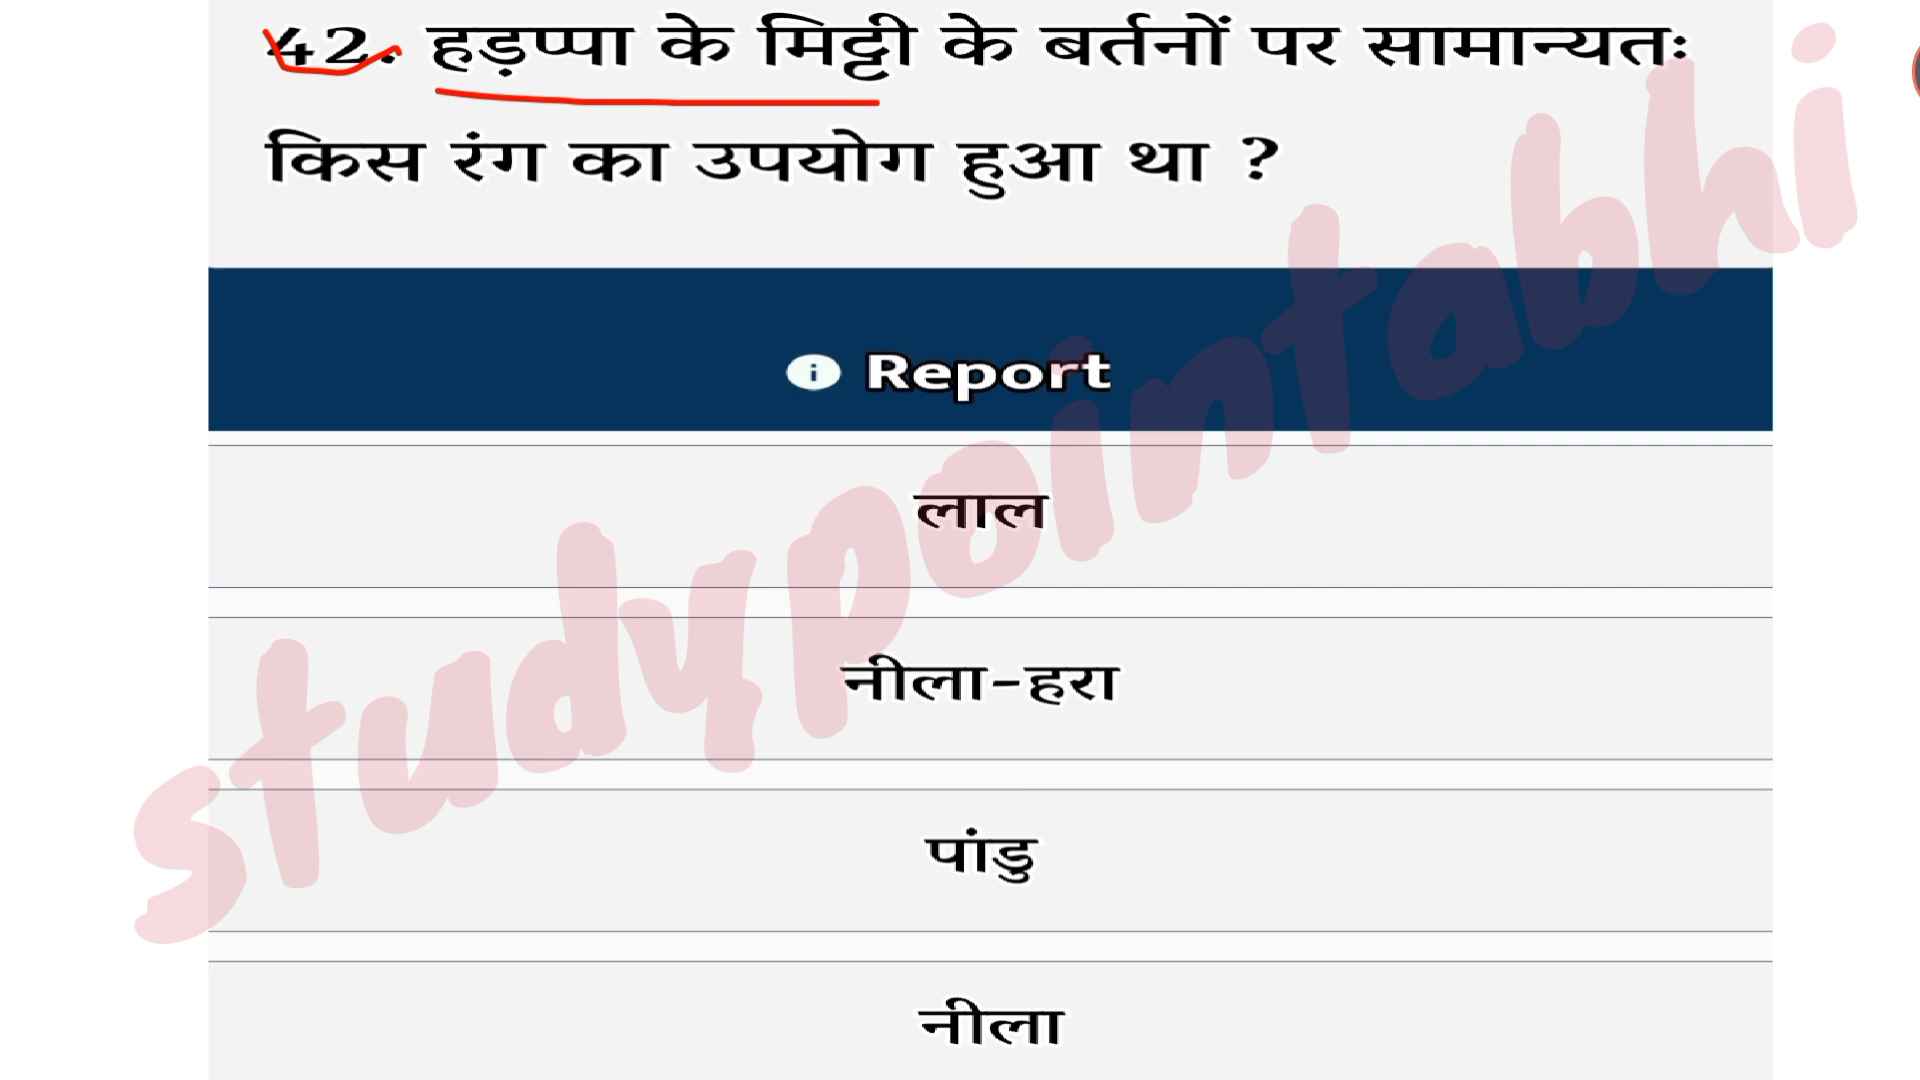 42. हड़प्पा के मिट्टी के बर्तनों पर सामान्यतः
किस रंग का उपयोग हुआ था ?
i Report
लाल
नीला-हरा
पांडु
नीला
studypointabhi